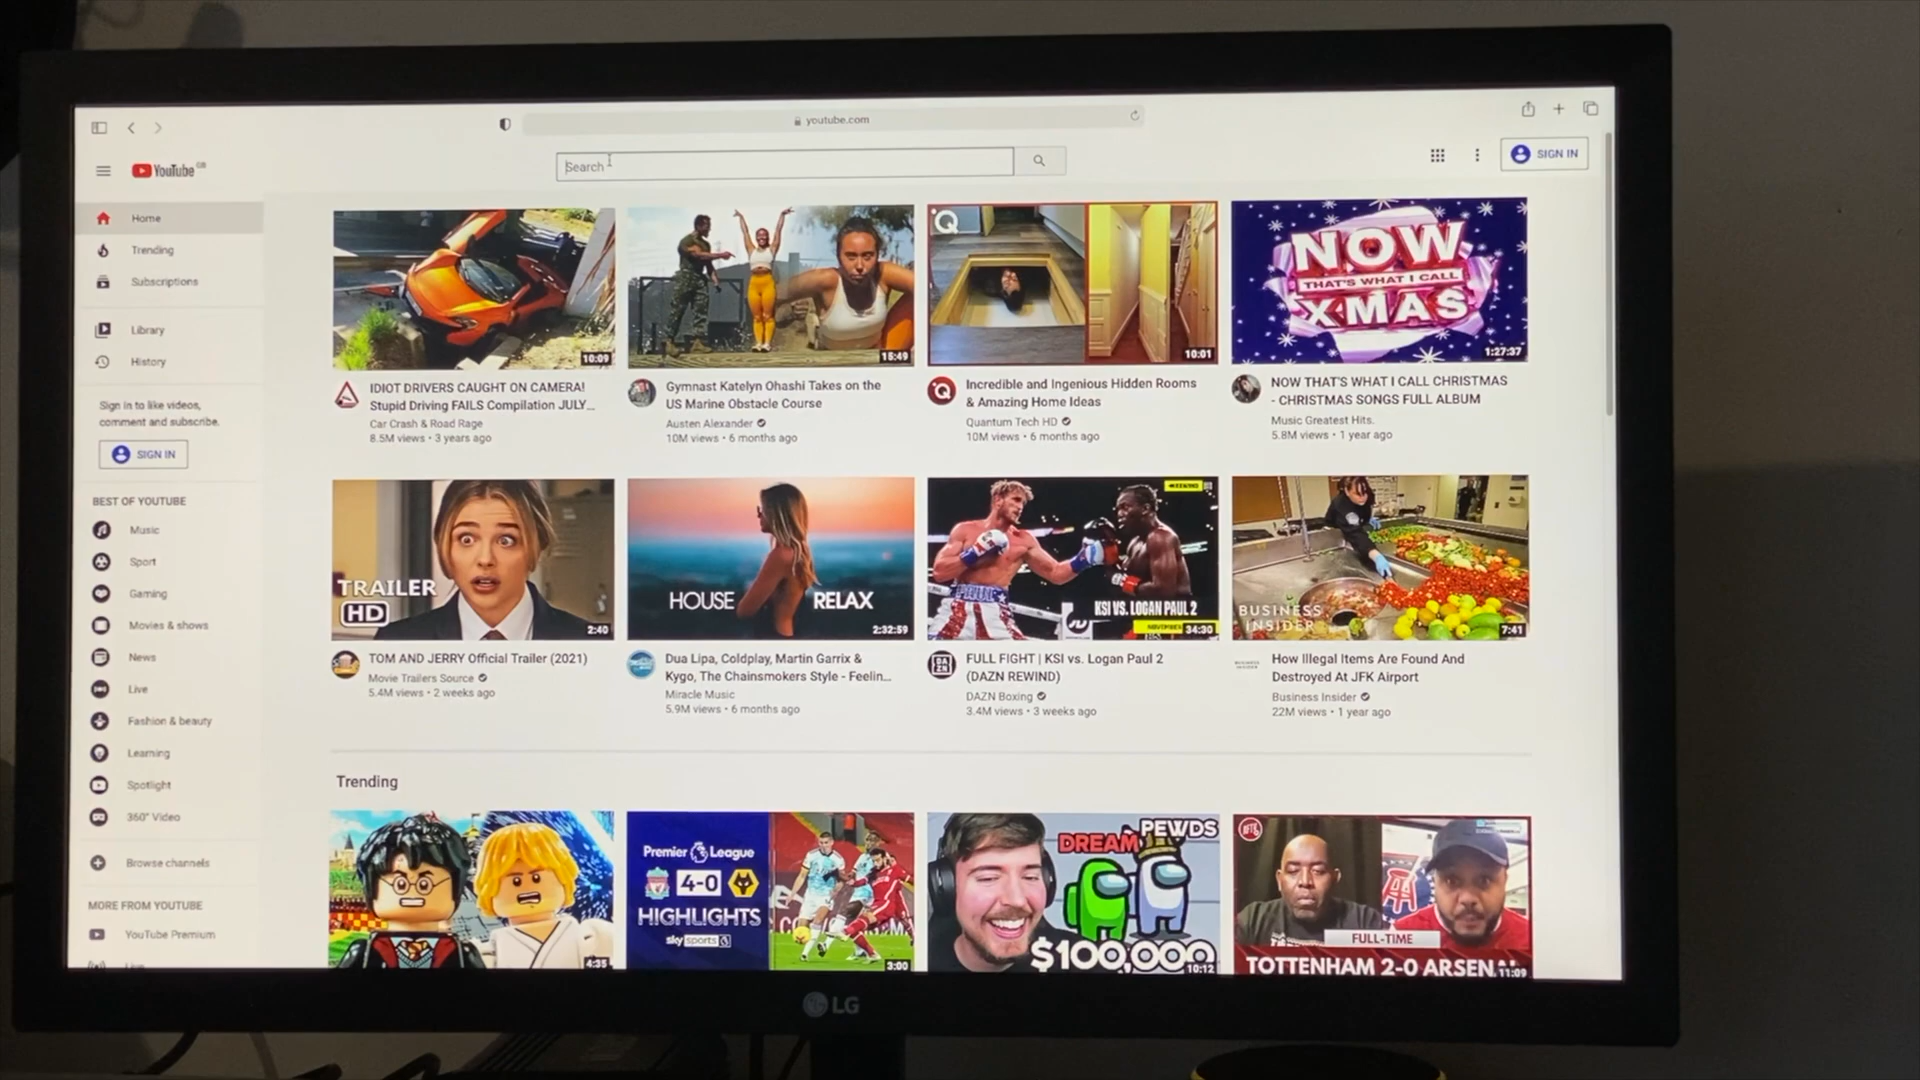 youtube.com
YouTube GB
Search
SIGN IN
Home
Trending
Subscriptions
Library
History
Sign in to like videos,
comment and subscribe.
SIGN IN
BEST OF YOUTUBE
Music
Sport
Gaming
Movies & shows
News
Live
Fashion & beauty
Learning
Spotlight
360° Video
Browse channels
MORE FROM YOUTUBE
YouTube Premium
Live
10:09
IDIOT DRIVERS CAUGHT ON CAMERA!
Stupid Driving FAILS Compilation JULY...
Car Crash & Road Rage
8.5M views • 3 years ago
15:49
Gymnast Katelyn Ohashi Takes on the
US Marine Obstacle Course
Austen Alexander
10M views • 6 months ago
Q
10:01
Q
Incredible and Ingenious Hidden Rooms
& Amazing Home Ideas
Quantum Tech HD
10M views • 6 months ago
NOW
THAT'S WHAT I CALL
XMAS
1:27:37
NOW THAT'S WHAT I CALL CHRISTMAS
- CHRISTMAS SONGS FULL ALBUM
Music Greatest Hits.
5.8M views • 1 year ago
TRAILER
HD
2:40
TOM AND JERRY Official Trailer (2021)
Movie Trailers Source
5.4M views • 2 weeks ago
HOUSE RELAX
2:32:59
Dua Lipa, Coldplay, Martin Garrix &
Kygo, The Chainsmokers Style - Feelin...
Miracle Music
5.9M views • 6 months ago
PAUL
KSI VS. LOGAN PAUL 2
NOVEMBER
34:30
DAZN
FULL FIGHT | KSI vs. Logan Paul 2
(DAZN REWIND)
DAZN Boxing
3.4M views • 3 weeks ago
BUSINESS
INSIDER
7:41
How Illegal Items Are Found And
Destroyed At JFK Airport
Business Insider
22M views • 1 year ago
Trending
4:35
Premier League
4-0
HIGHLIGHTS
sky sports
3:00
DREAM PEWDS
$100,000
10:12
AFTV
FULL-TIME
TOTTENHAM 2-0 ARSENAL
11:09
LG